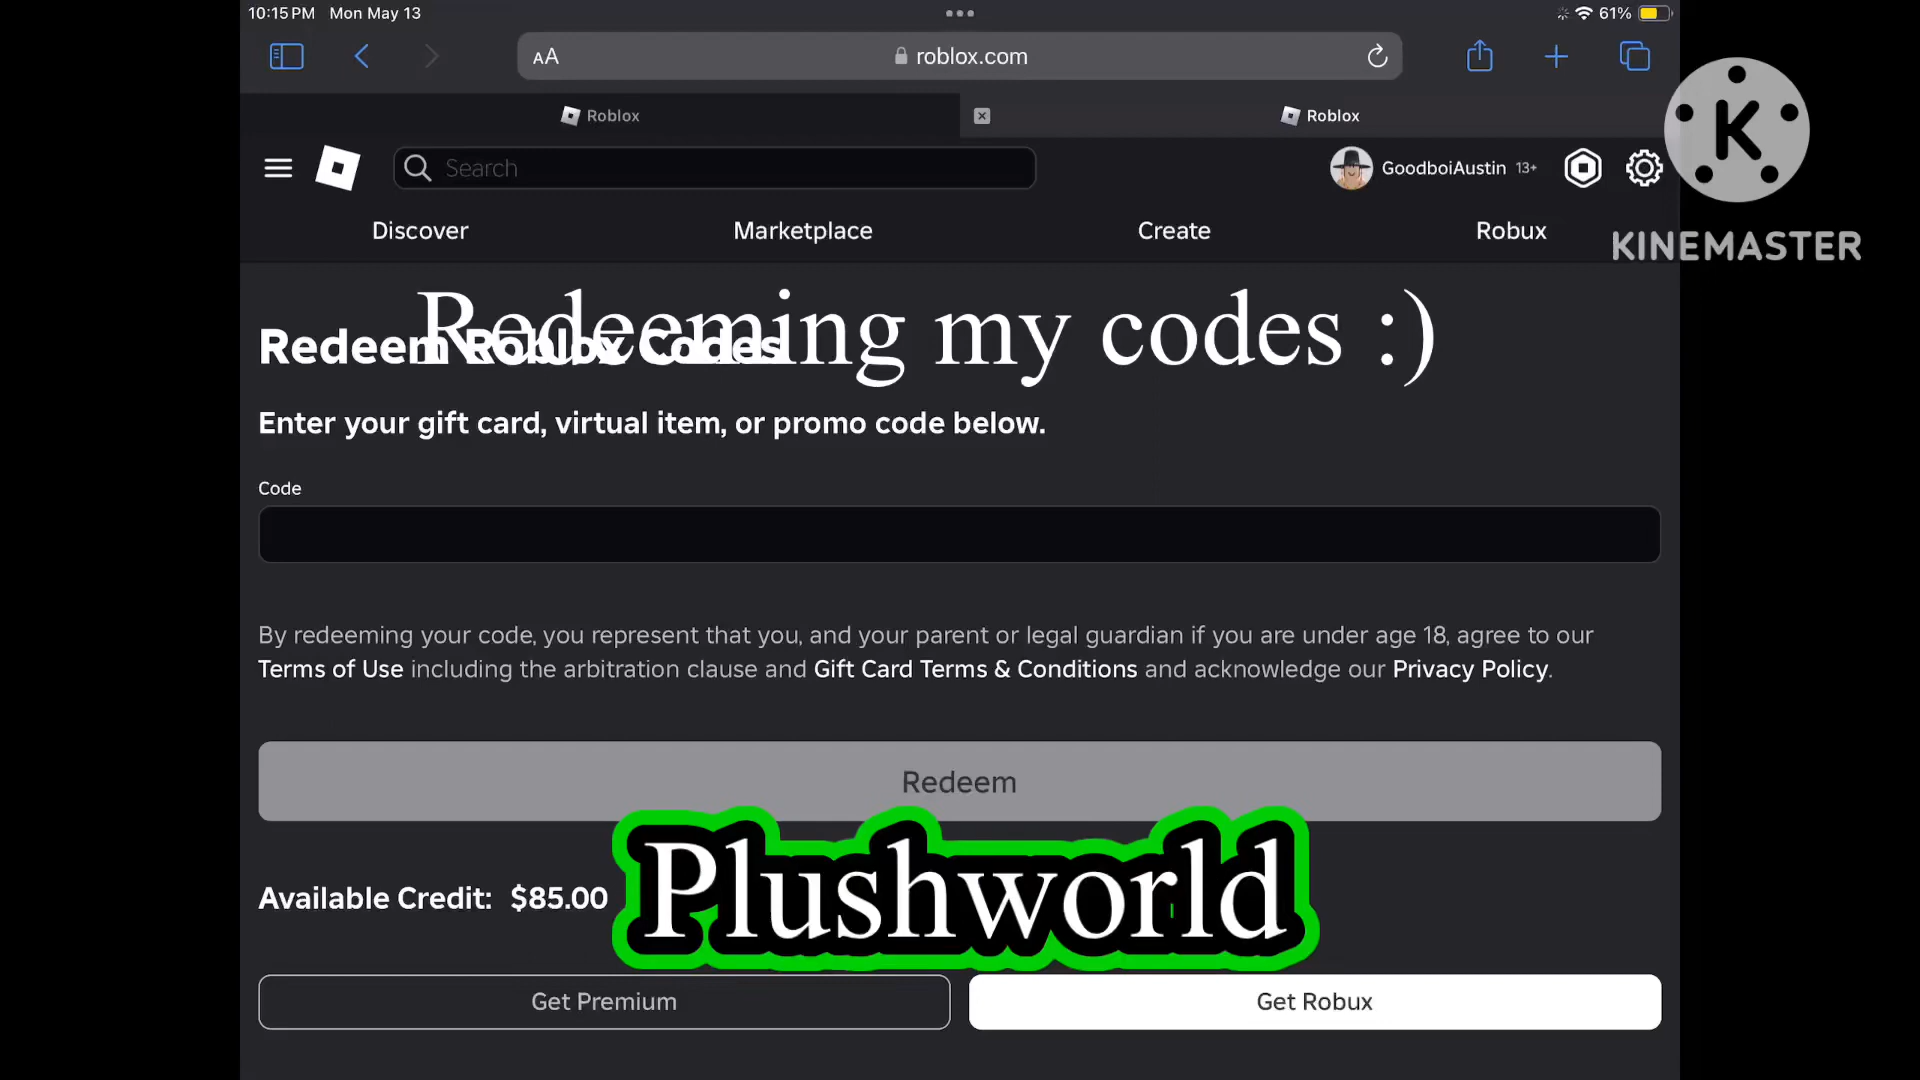 10:15 PM Mon May 13
61%
AA roblox.com
Roblox Roblox
Search GoodboiAustin 13+
K
KINEMASTER
Discover Marketplace Create Robux
Redeeming my codes :)
Redeem Roblox Codes
Enter your gift card, virtual item, or promo code below.
Code
By redeeming your code, you represent that you, and your parent or legal guardian if you are under age 18, agree to our
Terms of Use including the arbitration clause and Gift Card Terms & Conditions and acknowledge our Privacy Policy.
Redeem
Plushworld
Available Credit: $85.00
Get Premium Get Robux